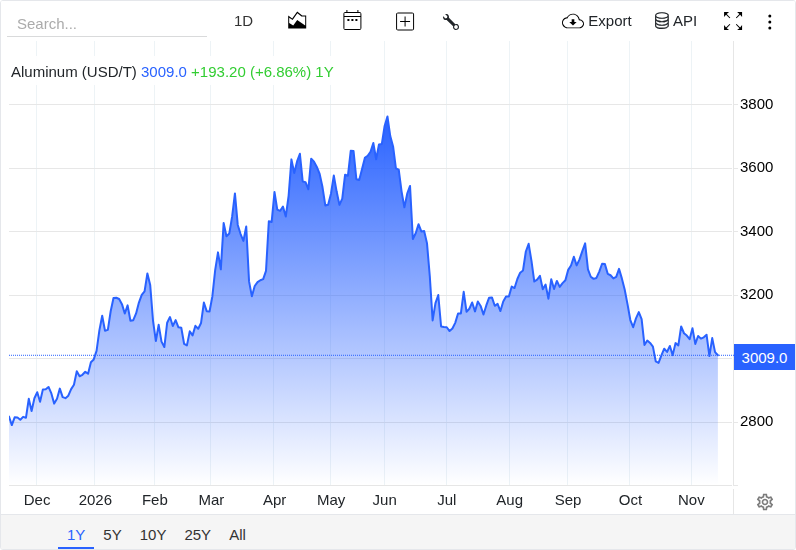 Search... 1D Export API
Aluminum (USD/T) 3009.0 +193.20 (+6.86%) 1Y
3800
3600
3400
3200
3009.0
2800
Dec 2026 Feb Mar Apr May Jun Jul Aug Sep Oct Nov
1Y 5Y 10Y 25Y All